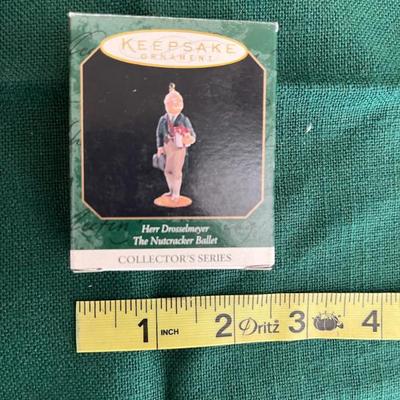 KEEPSAKE
ORNAMENT
Herr Drosselmeyer
The Nutcracker Ballet
COLLECTOR'S SERIES
1 INCH 2 Dritz® 3 4